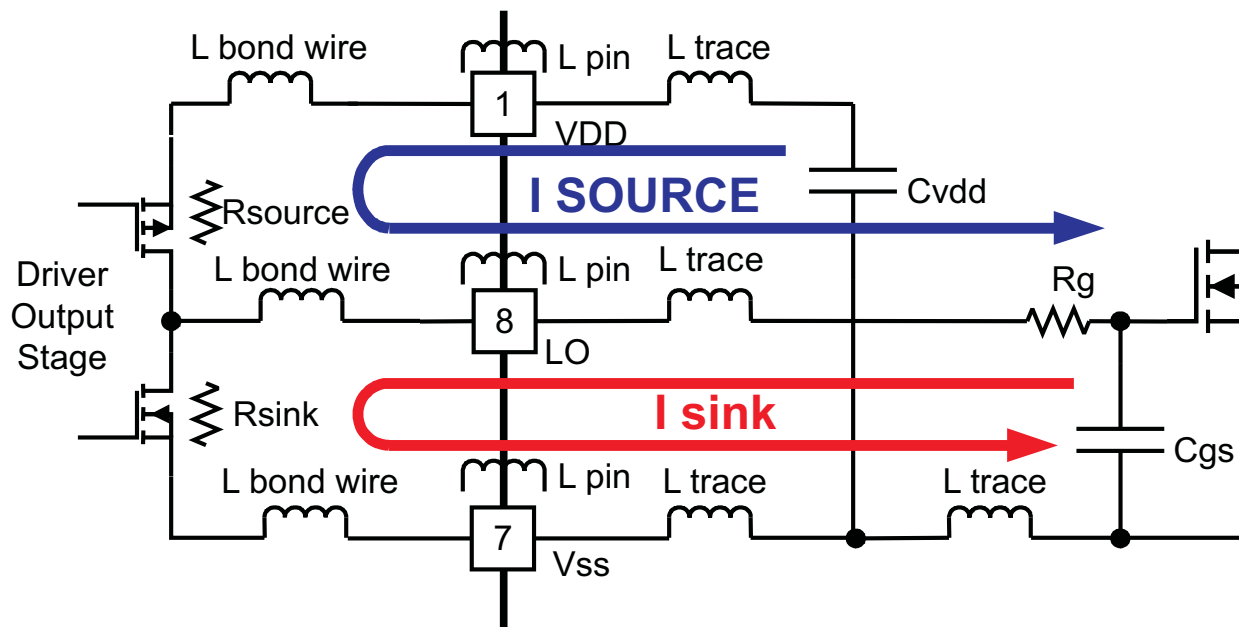 L bond wire
L pin
L trace
1
VDD
I SOURCE
Cvdd
Rsource
L bond wire
L pin
L trace
Rg
Driver
Output
Stage
8
LO
I sink
Rsink
Cgs
L bond wire
L pin
L trace
L trace
7
Vss